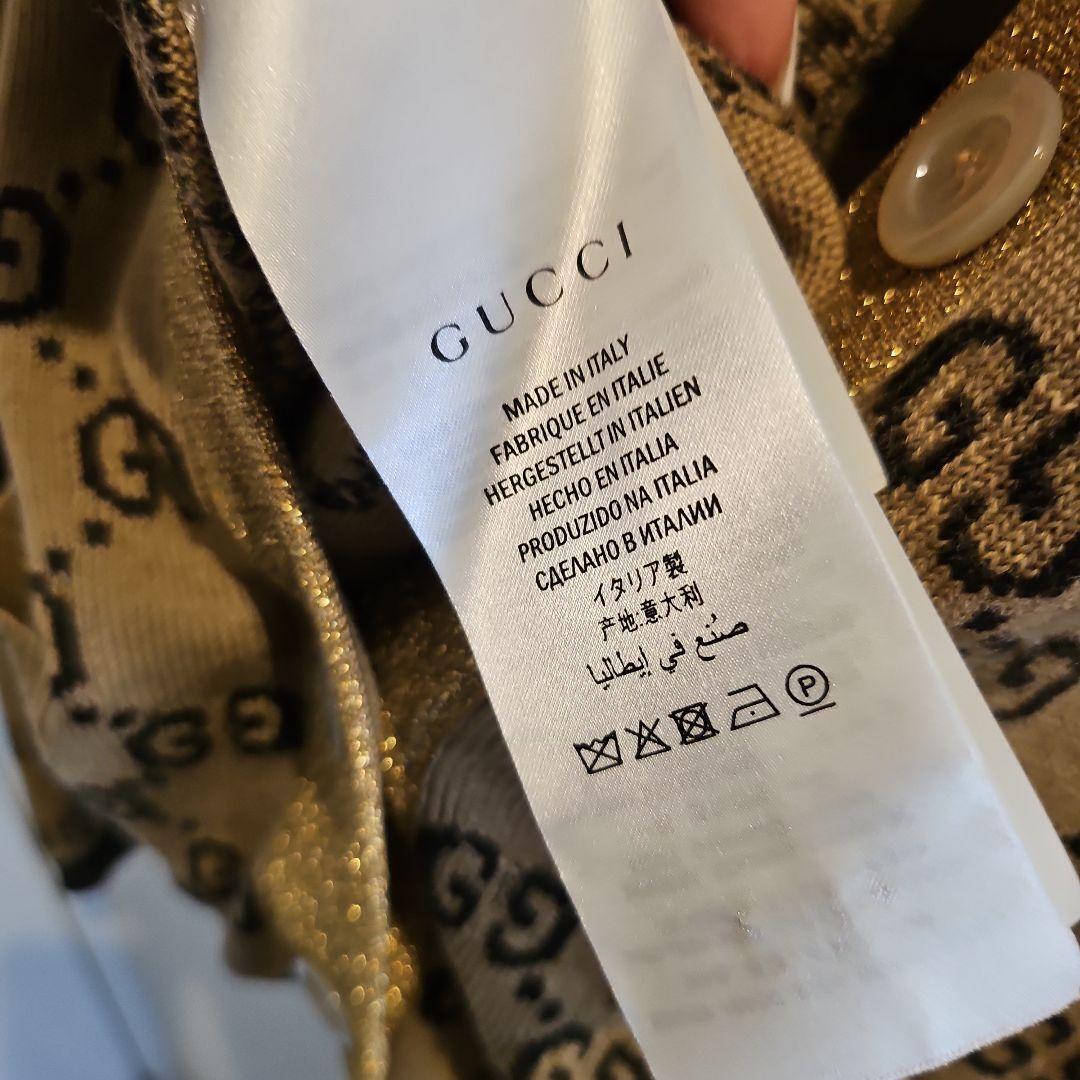 GUCCI
MADE IN ITALY
FABRIQUE EN ITALIE
HERGESTELLT IN ITALIEN
HECHO EN ITALIA
PRODUZIDO NA ITALIA
СДЕЛАНО В ИТАЛИИ
イタリア製
产地:意大利
صُنع في إيطاليا
P